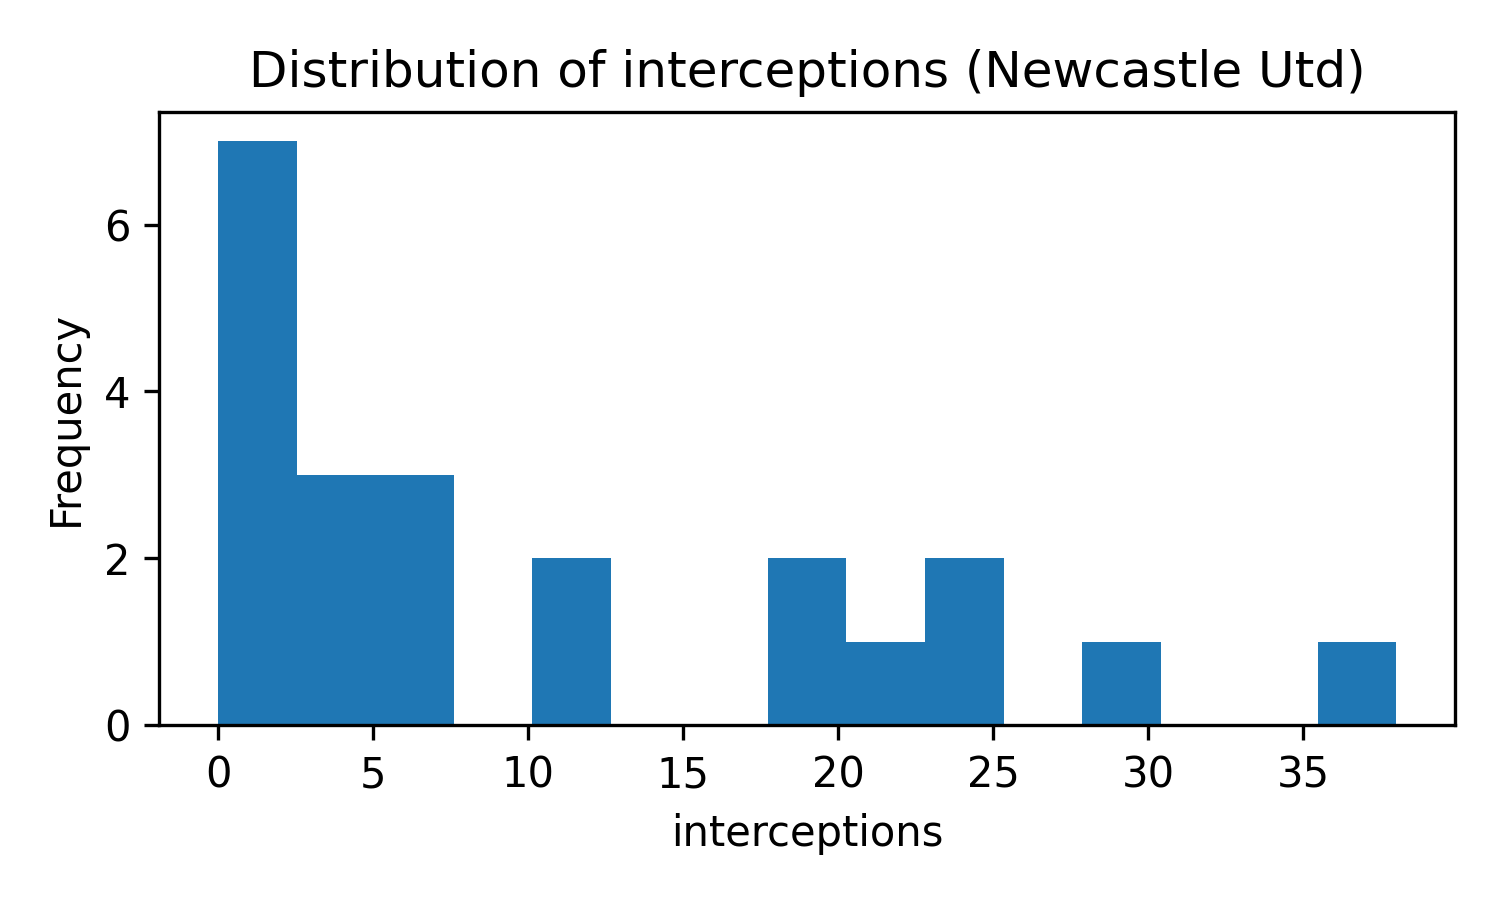 Distribution of interceptions (Newcastle Utd)
Frequency
6
4
2
0
0 5 10 15 20 25 30 35
interceptions